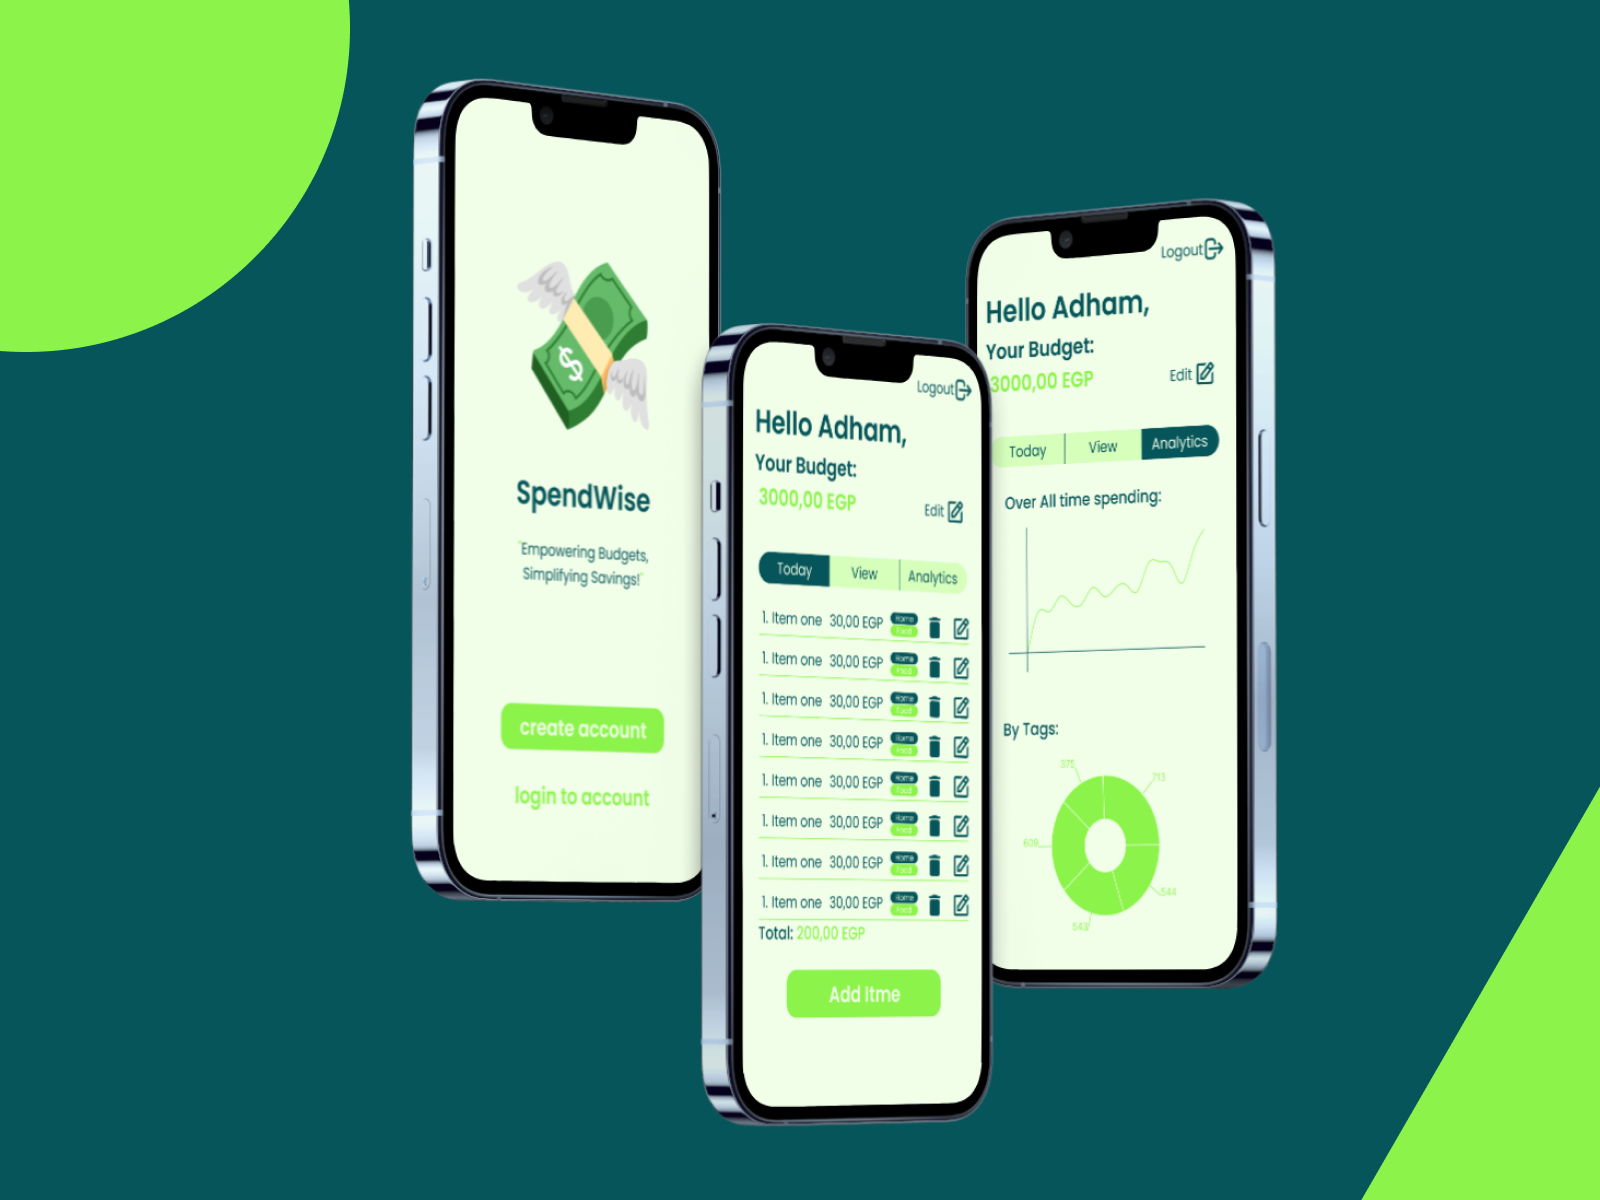 SpendWise
"Empowering Budgets,
Simplifying Savings!"
create account
login to account
Logout
Hello Adham,
Your Budget:
3000,00 EGP
Edit
Today View Analytics
1. Item one 30,00 EGP Home Food
1. Item one 30,00 EGP Home Food
1. Item one 30,00 EGP Home Food
1. Item one 30,00 EGP Home Food
1. Item one 30,00 EGP Home Food
1. Item one 30,00 EGP Home Food
1. Item one 30,00 EGP Home Food
1. Item one 30,00 EGP Home Food
Total: 200,00 EGP
Add Itme
Logout
Hello Adham,
Your Budget:
3000,00 EGP
Edit
Today View Analytics
Over All time spending:
By Tags:
375
713
609
544
543